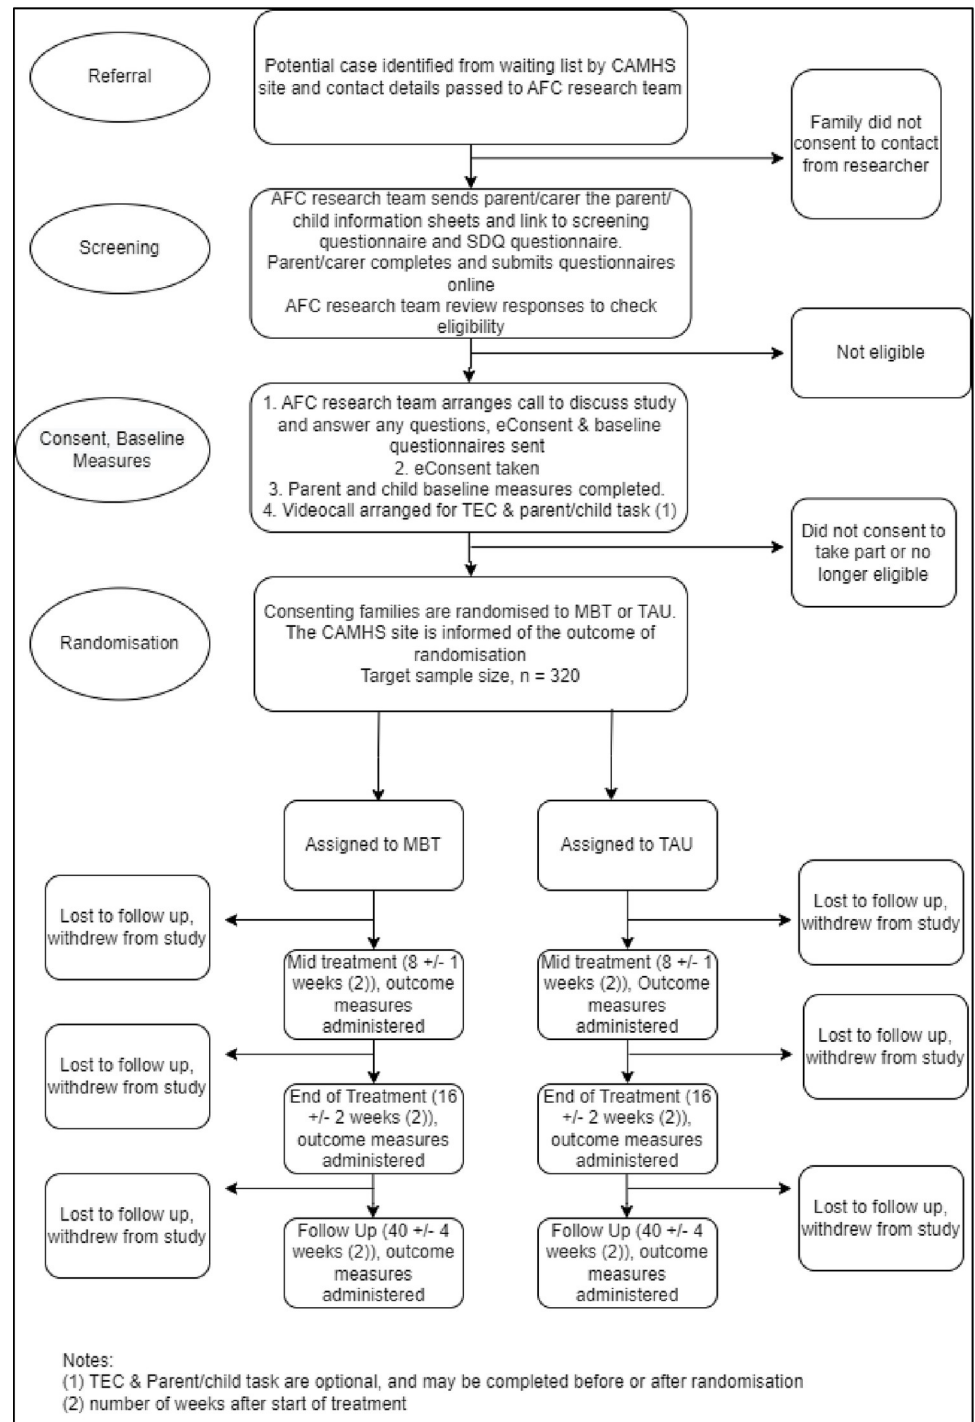 Referral
Potential case identified from waiting list by CAMHS
site and contact details passed to AFC research team
Family did not
consent to contact
from researcher
Screening
AFC research team sends parent/carer the parent/
child information sheets and link to screening
questionnaire and SDQ questionnaire.
Parent/carer completes and submits questionnaires
online
AFC research team review responses to check
eligibility
Not eligible
Consent, Baseline
Measures
1. AFC research team arranges call to discuss study
and answer any questions, eConsent & baseline
questionnaires sent
2. eConsent taken
3. Parent and child baseline measures completed.
4. Videocall arranged for TEC & parent/child task (1)
Did not consent to
take part or no
longer eligible
Randomisation
Consenting families are randomised to MBT or TAU.
The CAMHS site is informed of the outcome of
randomisation
Target sample size, n = 320
Assigned to MBT
Assigned to TAU
Lost to follow up,
withdrew from study
Lost to follow up,
withdrew from study
Mid treatment (8 +/- 1
weeks (2)), outcome
measures
administered
Mid treatment (8 +/- 1
weeks (2)), Outcome
measures
administered
Lost to follow up,
withdrew from study
Lost to follow up,
withdrew from study
End of Treatment (16
+/- 2 weeks (2)),
outcome measures
administered
End of Treatment (16
+/- 2 weeks (2)),
outcome measures
administered
Lost to follow up,
withdrew from study
Lost to follow up,
withdrew from study
Follow Up (40 +/- 4
weeks (2)), outcome
measures
administered
Follow Up (40 +/- 4
weeks (2)), outcome
measures
administered
Notes:
(1) TEC & Parent/child task are optional, and may be completed before or after randomisation
(2) number of weeks after start of treatment